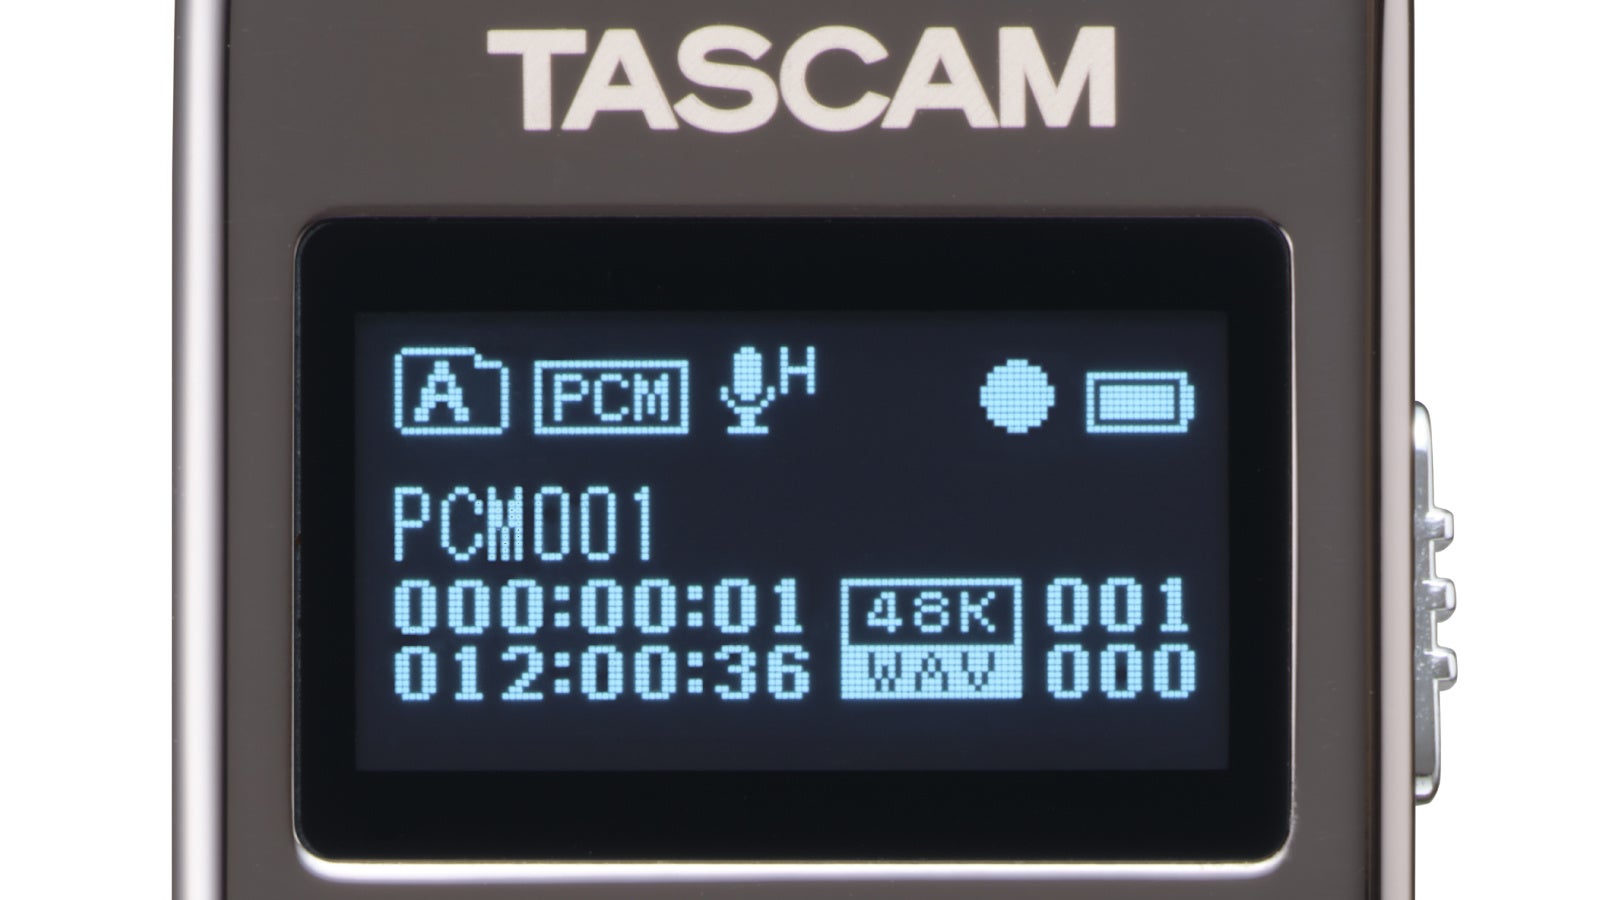 TASCAM
A PCM H
PCM001
000:00:01 48K 001
012:00:36 WAV 000